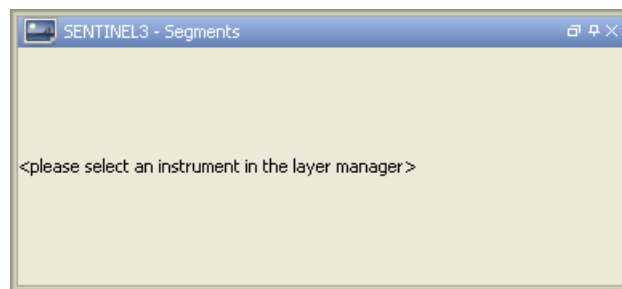 SENTINEL3 - Segments
<please select an instrument in the layer manager>